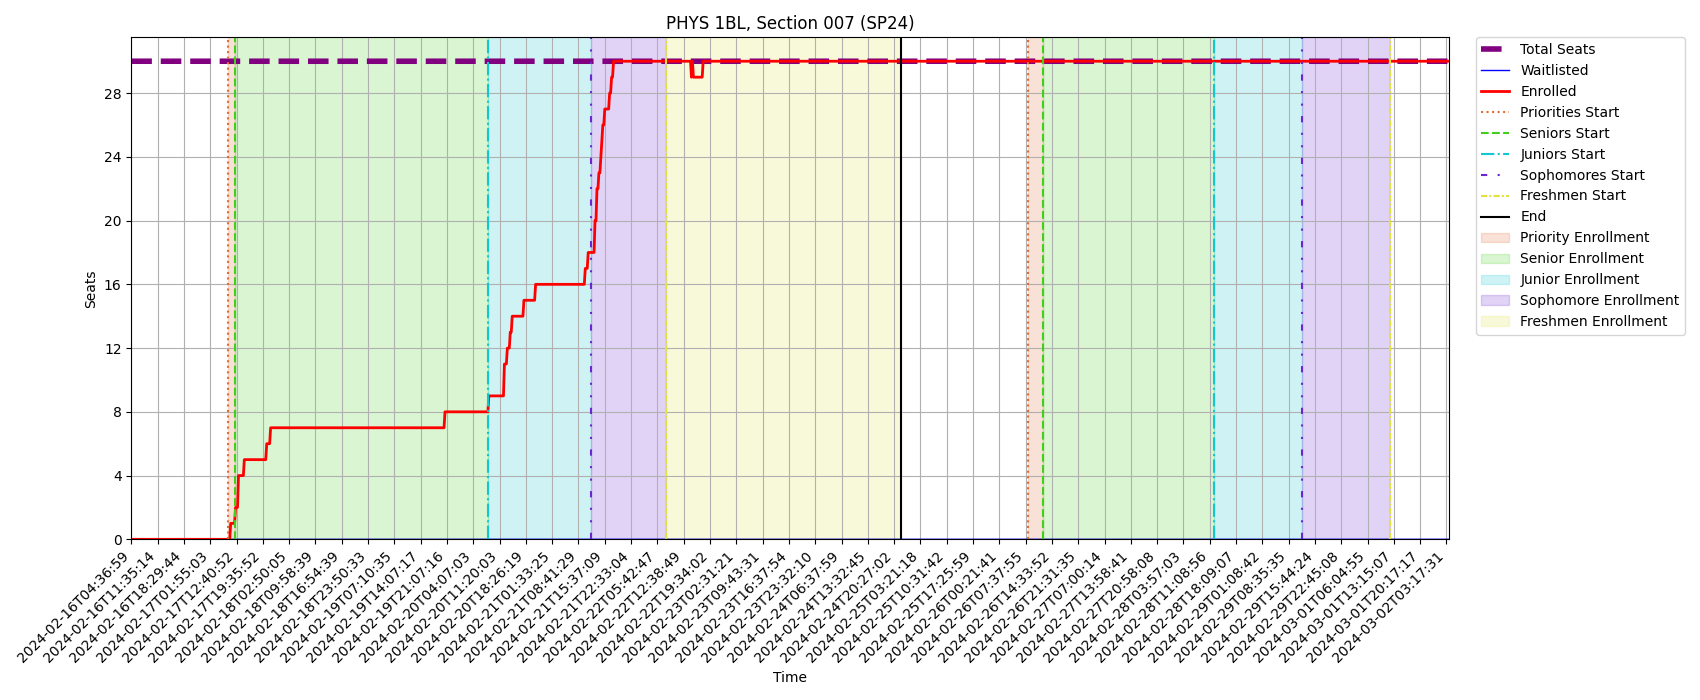 PHYS 1BL, Section 007 (SP24)
Total Seats
Waitlisted
Enrolled
Priorities Start
Seniors Start
Juniors Start
Sophomores Start
Freshmen Start
End
Priority Enrollment
Senior Enrollment
Junior Enrollment
Sophomore Enrollment
Freshmen Enrollment
Seats
28
24
20
16
12
8
4
0
2024-02-16T04:36:59
2024-02-16T11:35:14
2024-02-16T18:29:44
2024-02-17T01:55:03
2024-02-17T12:40:52
2024-02-17T19:35:52
2024-02-18T02:50:05
2024-02-18T09:58:39
2024-02-18T16:54:39
2024-02-18T23:50:33
2024-02-19T07:10:35
2024-02-19T14:07:17
2024-02-19T21:07:16
2024-02-20T04:07:03
2024-02-20T11:20:03
2024-02-20T18:26:19
2024-02-21T01:33:25
2024-02-21T08:41:29
2024-02-21T15:37:09
2024-02-21T22:33:04
2024-02-22T05:42:47
2024-02-22T12:38:49
2024-02-22T19:34:02
2024-02-23T02:31:21
2024-02-23T09:43:31
2024-02-23T16:37:54
2024-02-23T23:32:10
2024-02-24T06:37:59
2024-02-24T13:32:45
2024-02-24T20:27:02
2024-02-25T03:21:18
2024-02-25T10:31:42
2024-02-25T17:25:59
2024-02-26T00:21:41
2024-02-26T07:37:55
2024-02-26T14:33:52
2024-02-26T21:31:35
2024-02-27T07:00:14
2024-02-27T13:58:41
2024-02-27T20:58:08
2024-02-28T03:57:03
2024-02-28T11:08:56
2024-02-28T18:09:07
2024-02-29T01:08:42
2024-02-29T08:35:35
2024-02-29T15:44:24
2024-02-29T22:45:08
2024-03-01T06:04:55
2024-03-01T13:15:07
2024-03-01T20:17:17
2024-03-02T03:17:31
Time